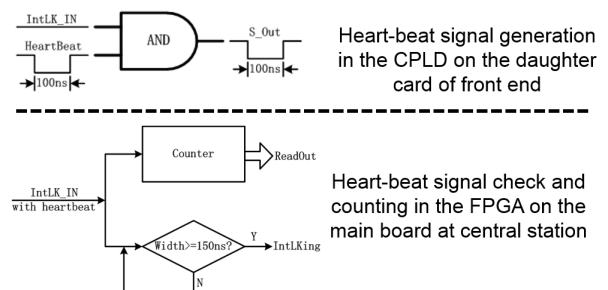 IntLK_IN
HeartBeat
100ns
AND
S_Out
100ns
Heart-beat signal generation
in the CPLD on the daughter
card of front end
Counter
ReadOut
IntLK_IN
with heartbeat
Width>=150ns?
Y
IntLKing
N
Heart-beat signal check and
counting in the FPGA on the
main board at central station